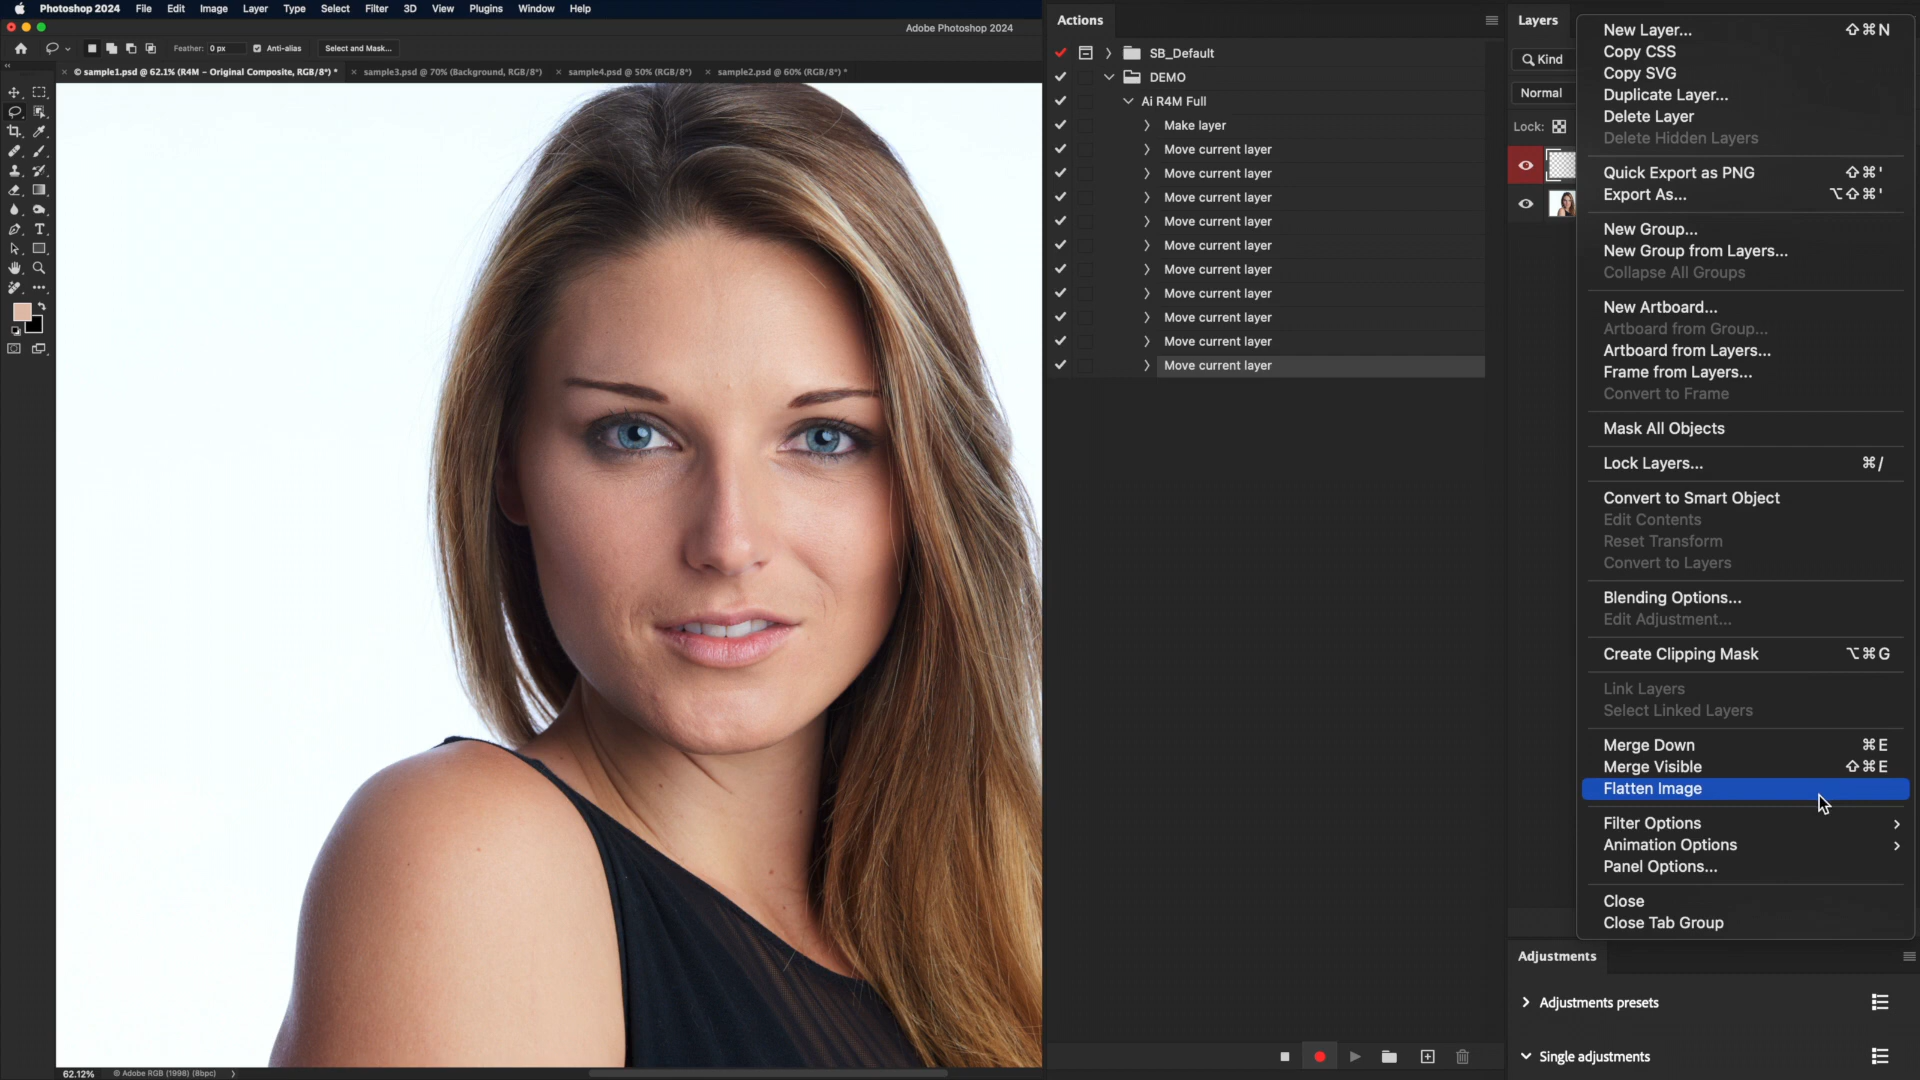 Photoshop 2024 File Edit Image Layer Type Select Filter 3D View Plugins Window Help
Adobe Photoshop 2024
Feather: 0 px Anti-alias Select and Mask...
© sample1.psd @ 62.1% (R4M – Original Composite, RGB/8*) *
sample3.psd @ 70% (Background, RGB/8*)
sample4.psd @ 50% (RGB/8*)
sample2.psd @ 60% (RGB/8*) *
62.12% © Adobe RGB (1998) (8bpc)
Actions
SB_Default
DEMO
Ai R4M Full
Make layer
Move current layer
Move current layer
Move current layer
Move current layer
Move current layer
Move current layer
Move current layer
Move current layer
Move current layer
Move current layer
Layers
Kind
Normal
Lock:
New Layer... ⇧⌘N
Copy CSS
Copy SVG
Duplicate Layer...
Delete Layer
Delete Hidden Layers
Quick Export as PNG ⇧⌘'
Export As... ⌥⇧⌘'
New Group...
New Group from Layers...
Collapse All Groups
New Artboard...
Artboard from Group...
Artboard from Layers...
Frame from Layers...
Convert to Frame
Mask All Objects
Lock Layers... ⌘/
Convert to Smart Object
Edit Contents
Reset Transform
Convert to Layers
Blending Options...
Edit Adjustment...
Create Clipping Mask ⌥⌘G
Link Layers
Select Linked Layers
Merge Down ⌘E
Merge Visible ⇧⌘E
Flatten Image
Filter Options
Animation Options
Panel Options...
Close
Close Tab Group
Adjustments
Adjustments presets
Single adjustments